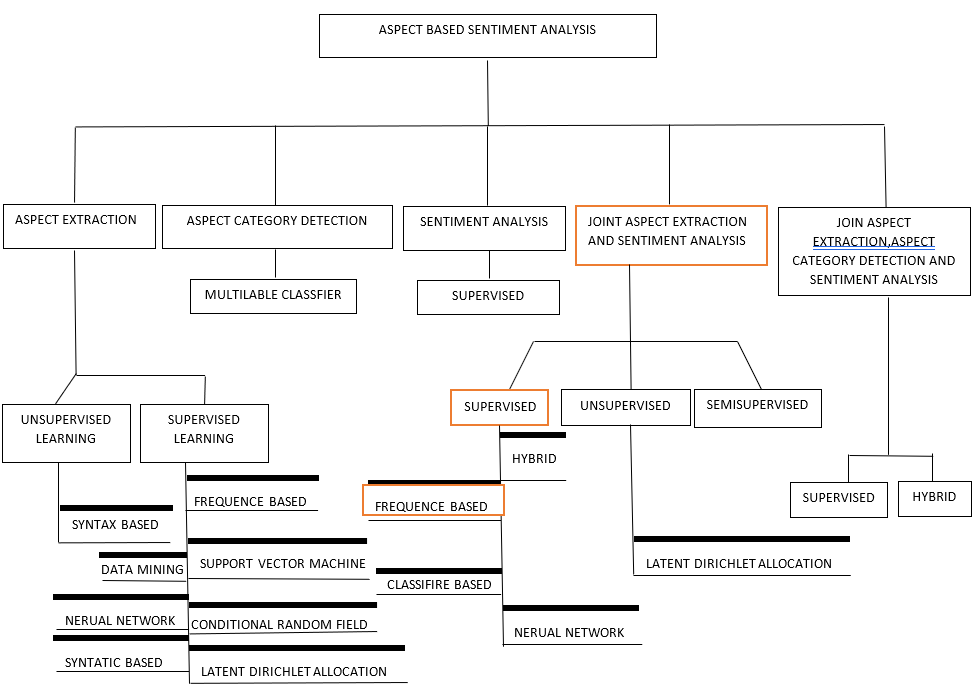 ASPECT BASED SENTIMENT ANALYSIS
ASPECT EXTRACTION
ASPECT CATEGORY DETECTION
SENTIMENT ANALYSIS
JOINT ASPECT EXTRACTION
AND SENTIMENT ANALYSIS
JOIN ASPECT
EXTRACTION,ASPECT
CATEGORY DETECTION AND
SENTIMENT ANALYSIS
MULTILABLE CLASSFIER
SUPERVISED
UNSUPERVISED
LEARNING
SUPERVISED
LEARNING
SUPERVISED
UNSUPERVISED
SEMISUPERVISED
SYNTAX BASED
FREQUENCE BASED
SUPPORT VECTOR MACHINE
DATA MINING
NERUAL NETWORK
CONDITIONAL RANDOM FIELD
SYNTATIC BASED
LATENT DIRICHLET ALLOCATION
HYBRID
FREQUENCE BASED
CLASSIFIRE BASED
NERUAL NETWORK
LATENT DIRICHLET ALLOCATION
SUPERVISED
HYBRID